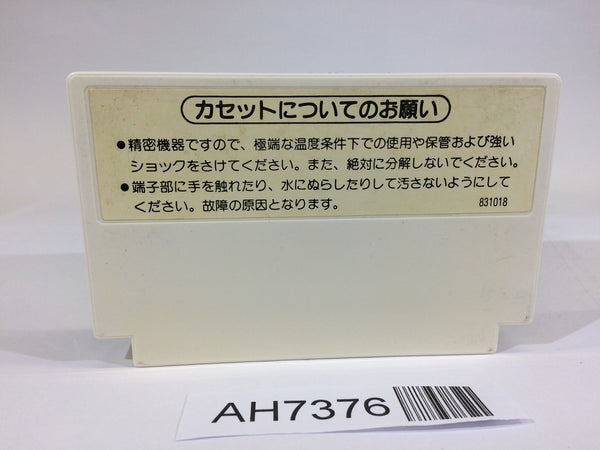 カセットについてのお願い
●精密機器ですので、極端な温度条件下での使用や保管および強い
ショックをさけてください。また、絶対に分解しないでください。
●端子部に手を触れたり、水にぬらしたりして汚さないようにして
ください。故障の原因となります。
831018
AH7376